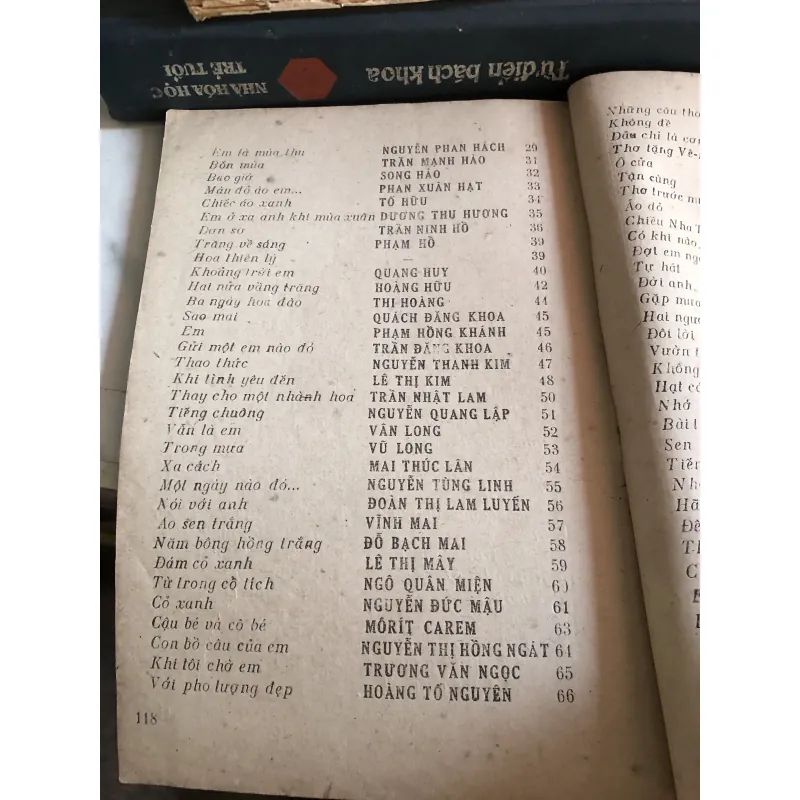 Từ điển bách khoa
NHÀ HÓA HỌC
TRẺ TUỔI
Em là mùa thu NGUYỄN PHAN HÁCH 29
Bốn mùa TRẦN MẠNH HẢO 31
Bao giờ SONG HẢO 32
Màu đỏ áo em... PHAN XUÂN HẠT 33
Chiếc áo xanh TỐ HỮU 34
Em ở xa anh khi mùa xuân DƯƠNG THU HƯƠNG 35
Đơn sơ TRẦN NINH HỒ 36
Trăng về sáng PHẠM HỔ 39
Hoa thiên lý — 39
Khoảng trời em QUANG HUY 40
Hai nửa vầng trăng HOÀNG HỮU 42
Ba ngày hoa đào THI HOÀNG 44
Sao mai QUÁCH ĐĂNG KHOA 45
Em PHẠM HỒNG KHÁNH 45
Gửi một em nào đó TRẦN ĐĂNG KHOA 46
Thao thức NGUYỄN THANH KIM 47
Khi tình yêu đến LÊ THỊ KIM 48
Thay cho một nhành hoa TRẦN NHẬT LAM 50
Tiếng chuông NGUYỄN QUANG LẬP 51
Vẫn là em VÂN LONG 52
Trong mưa VŨ LONG 53
Xa cách MAI THÚC LÂN 54
Một ngày nào đó... NGUYỄN TÙNG LINH 55
Nói với anh ĐOÀN THỊ LAM LUYẾN 56
Áo sen trắng VĨNH MAI 57
Năm bông hồng trắng ĐỖ BẠCH MAI 58
Đám cỏ xanh LÊ THỊ MÂY 59
Từ trong cổ tích NGÔ QUÂN MIỆN 60
Cỏ xanh NGUYỄN ĐỨC MẬU 61
Cậu bé và cô bé MÔRÍT CAREM 63
Con bồ câu của em NGUYỄN THỊ HỒNG NGÁT 64
Khi tôi chở em TRƯƠNG VĂN NGỌC 65
Với pho tượng đẹp HOÀNG TỐ NGUYÊN 66
118
Những câu thơ
Không đề
Dẫu chỉ là cơn
Thơ tặng
Ô cửa
Tận cùng
Thơ trước
Áo đỏ
Chiều Nha
Có khi nào
Đợi em
Tự hát
Đời anh
Gặp mưa
Hai
Đôi lời
Vườn
Không
Hạt
Nhớ
Bài
Sen